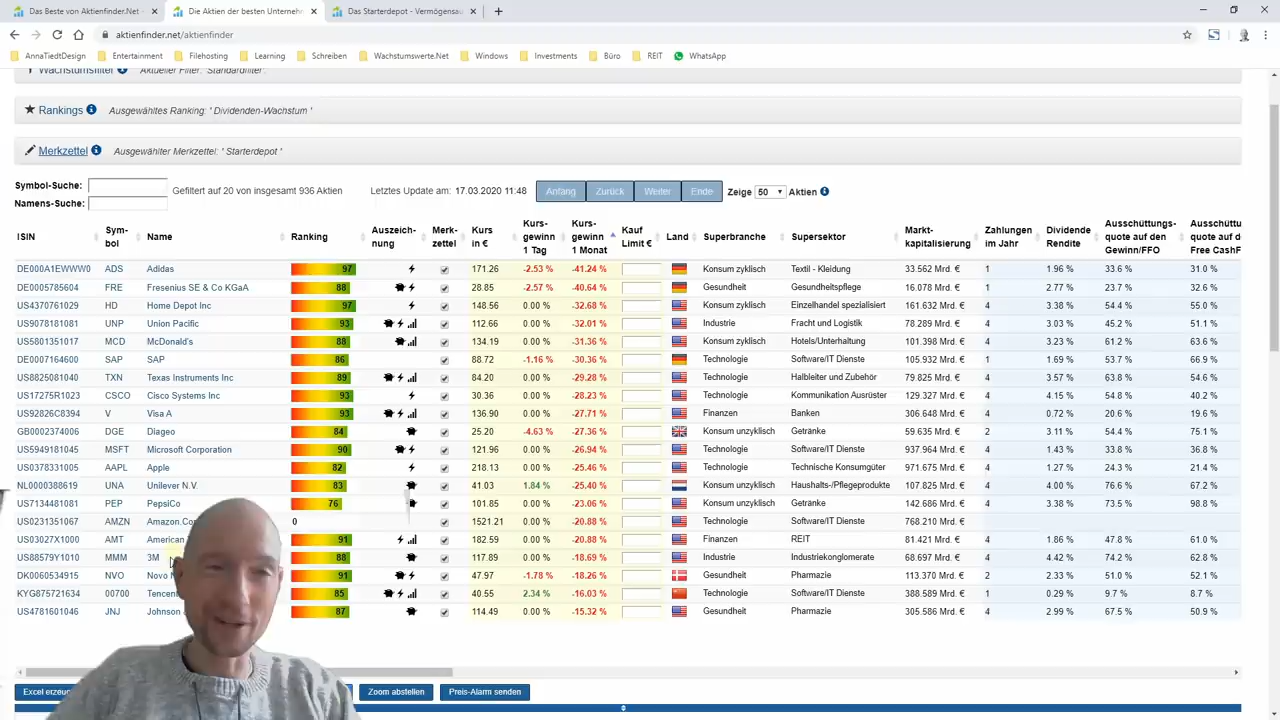 Das Beste von Aktienfinder.Net - Die Aktien der besten Unternehm Das Starterdepot - Vermögensau
aktienfinder.net/aktienfinder
AnnaTiedtDesign Entertainment Filehosting Learning Schreiben Wachstumswerte.Net Windows Investments Büro REIT WhatsApp
Wachstumsfilter Aktueller Filter: 'Standardfilter'
Rankings Ausgewähltes Ranking: ' Dividenden-Wachstum '
Merkzettel Ausgewählter Merkzettel: ' Starterdepot '
Symbol-Suche: Gefiltert auf 20 von insgesamt 936 Aktien Letztes Update am: 17.03.2020 11:48 Anfang Zurück Weiter Ende Zeige 50 Aktien
Namens-Suche:
ISIN Sym-bol Name Ranking Auszeich-nung Merk-zettel Kurs in € Kurs-gewinn 1 Tag Kurs-gewinn 1 Monat Kauf Limit € Land Superbranche Supersektor Markt-kapitalisierung Zahlungen im Jahr Dividende Rendite Ausschüttungs-quote auf den Gewinn/FFO Ausschüttu quote auf d Free CashF
DE000A1EWWW0 ADS Adidas 97 171.26 -2.53 % -41.24 % Konsum zyklisch Textil - Kleidung 33.562 Mrd. € 1 1.96 % 33.6 % 31.0 %
DE0005785604 FRE Fresenius SE & Co KGaA 88 28.85 -2.57 % -40.64 % Gesundheit Gesundheitspflege 16.078 Mrd. € 1 2.77 % 23.7 % 32.6 %
US4370761029 HD Home Depot Inc 97 148.56 0.00 % -32.68 % Konsum zyklisch Einzelhandel spezialisiert 161.632 Mrd. € 4 3.38 % 54.4 % 55.0 %
US9078181081 UNP Union Pacific 93 112.66 0.00 % -32.01 % Industrie Fracht und Logistik 78.289 Mrd. € 4 3.03 % 45.2 % 51.1 %
US5801351017 MCD McDonald's 88 134.19 0.00 % -31.36 % Konsum zyklisch Hotels/Unterhaltung 101.398 Mrd. € 4 3.23 % 61.2 % 63.6 %
DE0007164600 SAP SAP 86 88.72 -1.16 % -30.36 % Technologie Software/IT Dienste 105.932 Mrd. € 1 1.69 % 53.7 % 66.9 %
US8825081040 TXN Texas Instruments Inc 89 84.20 0.00 % -29.28 % Technologie Halbleiter und Zubehör 79.825 Mrd. € 4 3.57 % 63.8 % 54.6 %
US17275R1023 CSCO Cisco Systems Inc 93 30.36 0.00 % -28.23 % Technologie Kommunikation Ausrüster 129.327 Mrd. € 4 4.15 % 54.8 % 40.2 %
US92826C8394 V Visa A 93 136.90 0.00 % -27.71 % Finanzen Banken 306.648 Mrd. € 4 0.72 % 20.6 % 19.6 %
GB0002374006 DGE Diageo 84 25.20 -4.63 % -27.36 % Konsum unzyklisch Getränke 59.635 Mrd. € 2 3.11 % 54.4 % 75.1 %
US5949181045 MSFT Microsoft Corporation 90 121.96 0.00 % -26.94 % Technologie Software/IT Dienste 937.964 Mrd. € 4 1.43 % 33.8 % 36.8 %
US0378331005 AAPL Apple 82 218.13 0.00 % -25.46 % Technologie Technische Konsumgüter 971.675 Mrd. € 4 1.27 % 24.3 % 21.4 %
NL0000388619 UNA Unilever N.V. 83 41.03 1.84 % -25.40 % Konsum unzyklisch Haushalts-/Pflegeprodukte 107.825 Mrd. € 4 4.00 % 76.6 % 67.2 %
US7134481081 PEP PepsiCo 76 101.85 0.00 % -23.06 % Konsum unzyklisch Getränke 142.686 Mrd. € 4 3.38 % 73.5 % 98.8 %
US0231351067 AMZN Amazon.Co 0 1521.21 0.00 % -20.88 % Technologie Software/IT Dienste 768.210 Mrd. €
US03027X1000 AMT American 91 182.59 0.00 % -20.88 % Finanzen REIT 81.421 Mrd. € 4 1.86 % 47.8 % 61.0 %
US88579Y1010 MMM 3M 88 117.89 0.00 % -18.69 % Industrie Industriekonglomerate 68.697 Mrd. € 4 4.42 % 74.2 % 62.8 %
DK0060534915 NVO Novo 91 47.97 -1.78 % -18.26 % Gesundheit Pharmazie 113.370 Mrd. € 2 2.33 % 51.0 % 52.1 %
KYG875721634 00700 Tencent 85 40.55 2.34 % -16.03 % Technologie Software/IT Dienste 388.589 Mrd. € 1 0.29 % 9.7 % 8.7 %
US4781601046 JNJ Johnson 87 114.49 0.00 % -15.32 % Gesundheit Pharmazie 305.586 Mrd. € 4 2.99 % 67.5 % 50.9 %
Excel erzeug Zoom abstellen Preis-Alarm senden